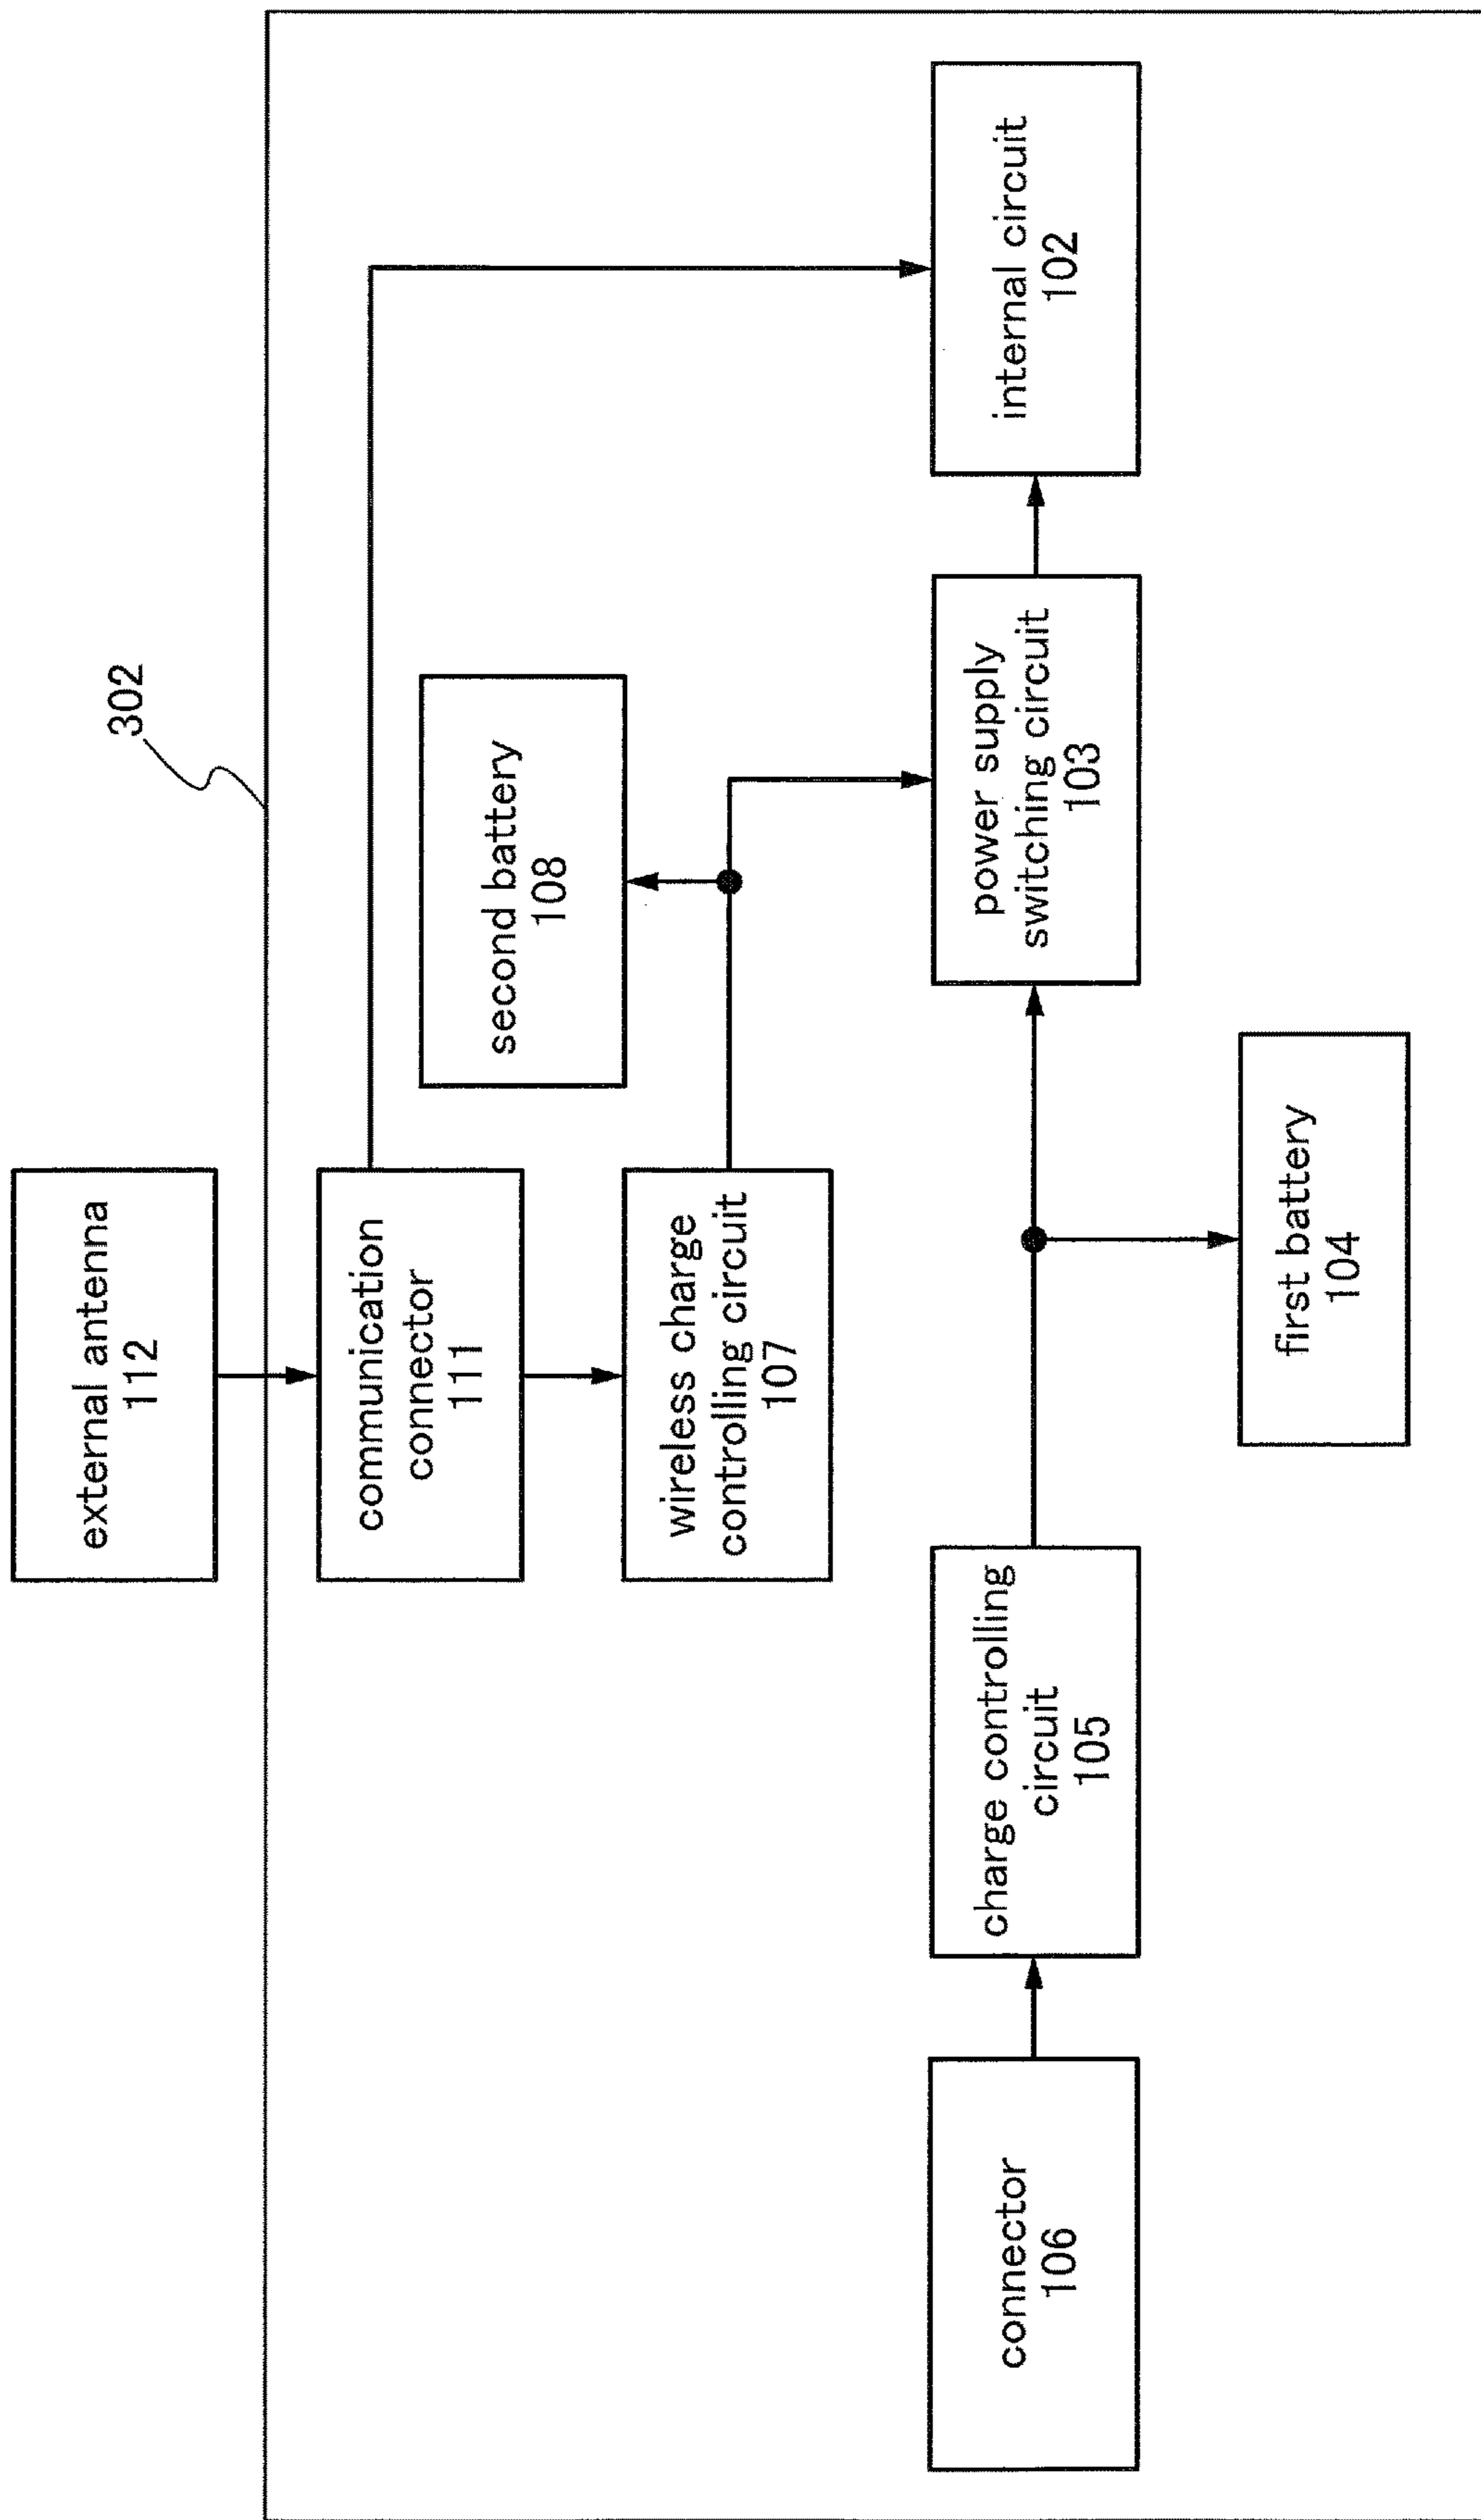 302
external antenna
112
communication
connector
111
wireless charge
controlling circuit
107
second battery
108
connector
106
charge controlling
circuit
105
power supply
switching circuit
103
internal circuit
102
first battery
104